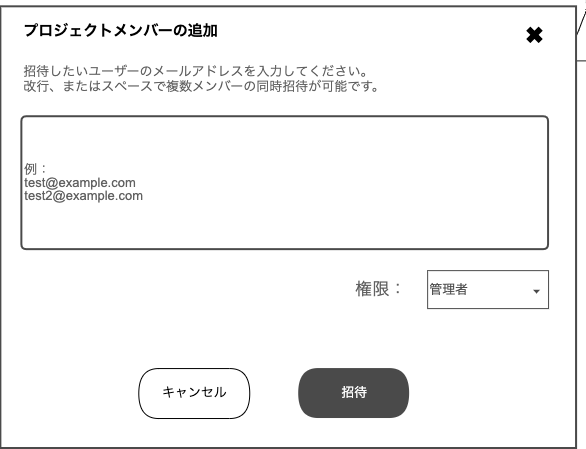 プロジェクトメンバーの追加
招待したいユーザーのメールアドレスを入力してください。
改行、またはスペースで複数メンバーの同時招待が可能です。
例：
test@example.com
test2@example.com
権限：
管理者
キャンセル
招待